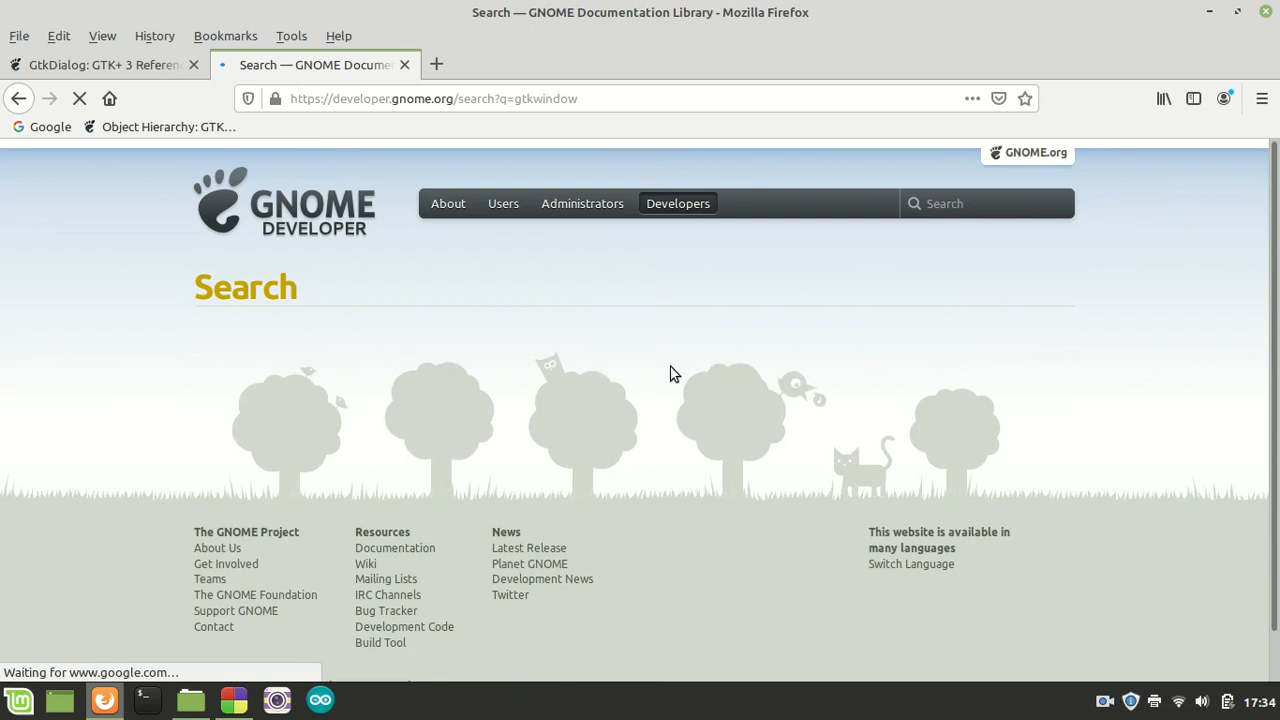 Search — GNOME Documentation Library - Mozilla Firefox
File Edit View History Bookmarks Tools Help
GtkDialog: GTK+ 3 Referen
Search — GNOME Docume
https://developer.gnome.org/search?q=gtkwindow
Google
Object Hierarchy: GTK…
GNOME.org
GNOME
DEVELOPER
About Users Administrators Developers Search
Search
The GNOME Project
About Us
Get Involved
Teams
The GNOME Foundation
Support GNOME
Contact
Resources
Documentation
Wiki
Mailing Lists
IRC Channels
Bug Tracker
Development Code
Build Tool
News
Latest Release
Planet GNOME
Development News
Twitter
This website is available in
many languages
Switch Language
Waiting for www.google.com…
17:34